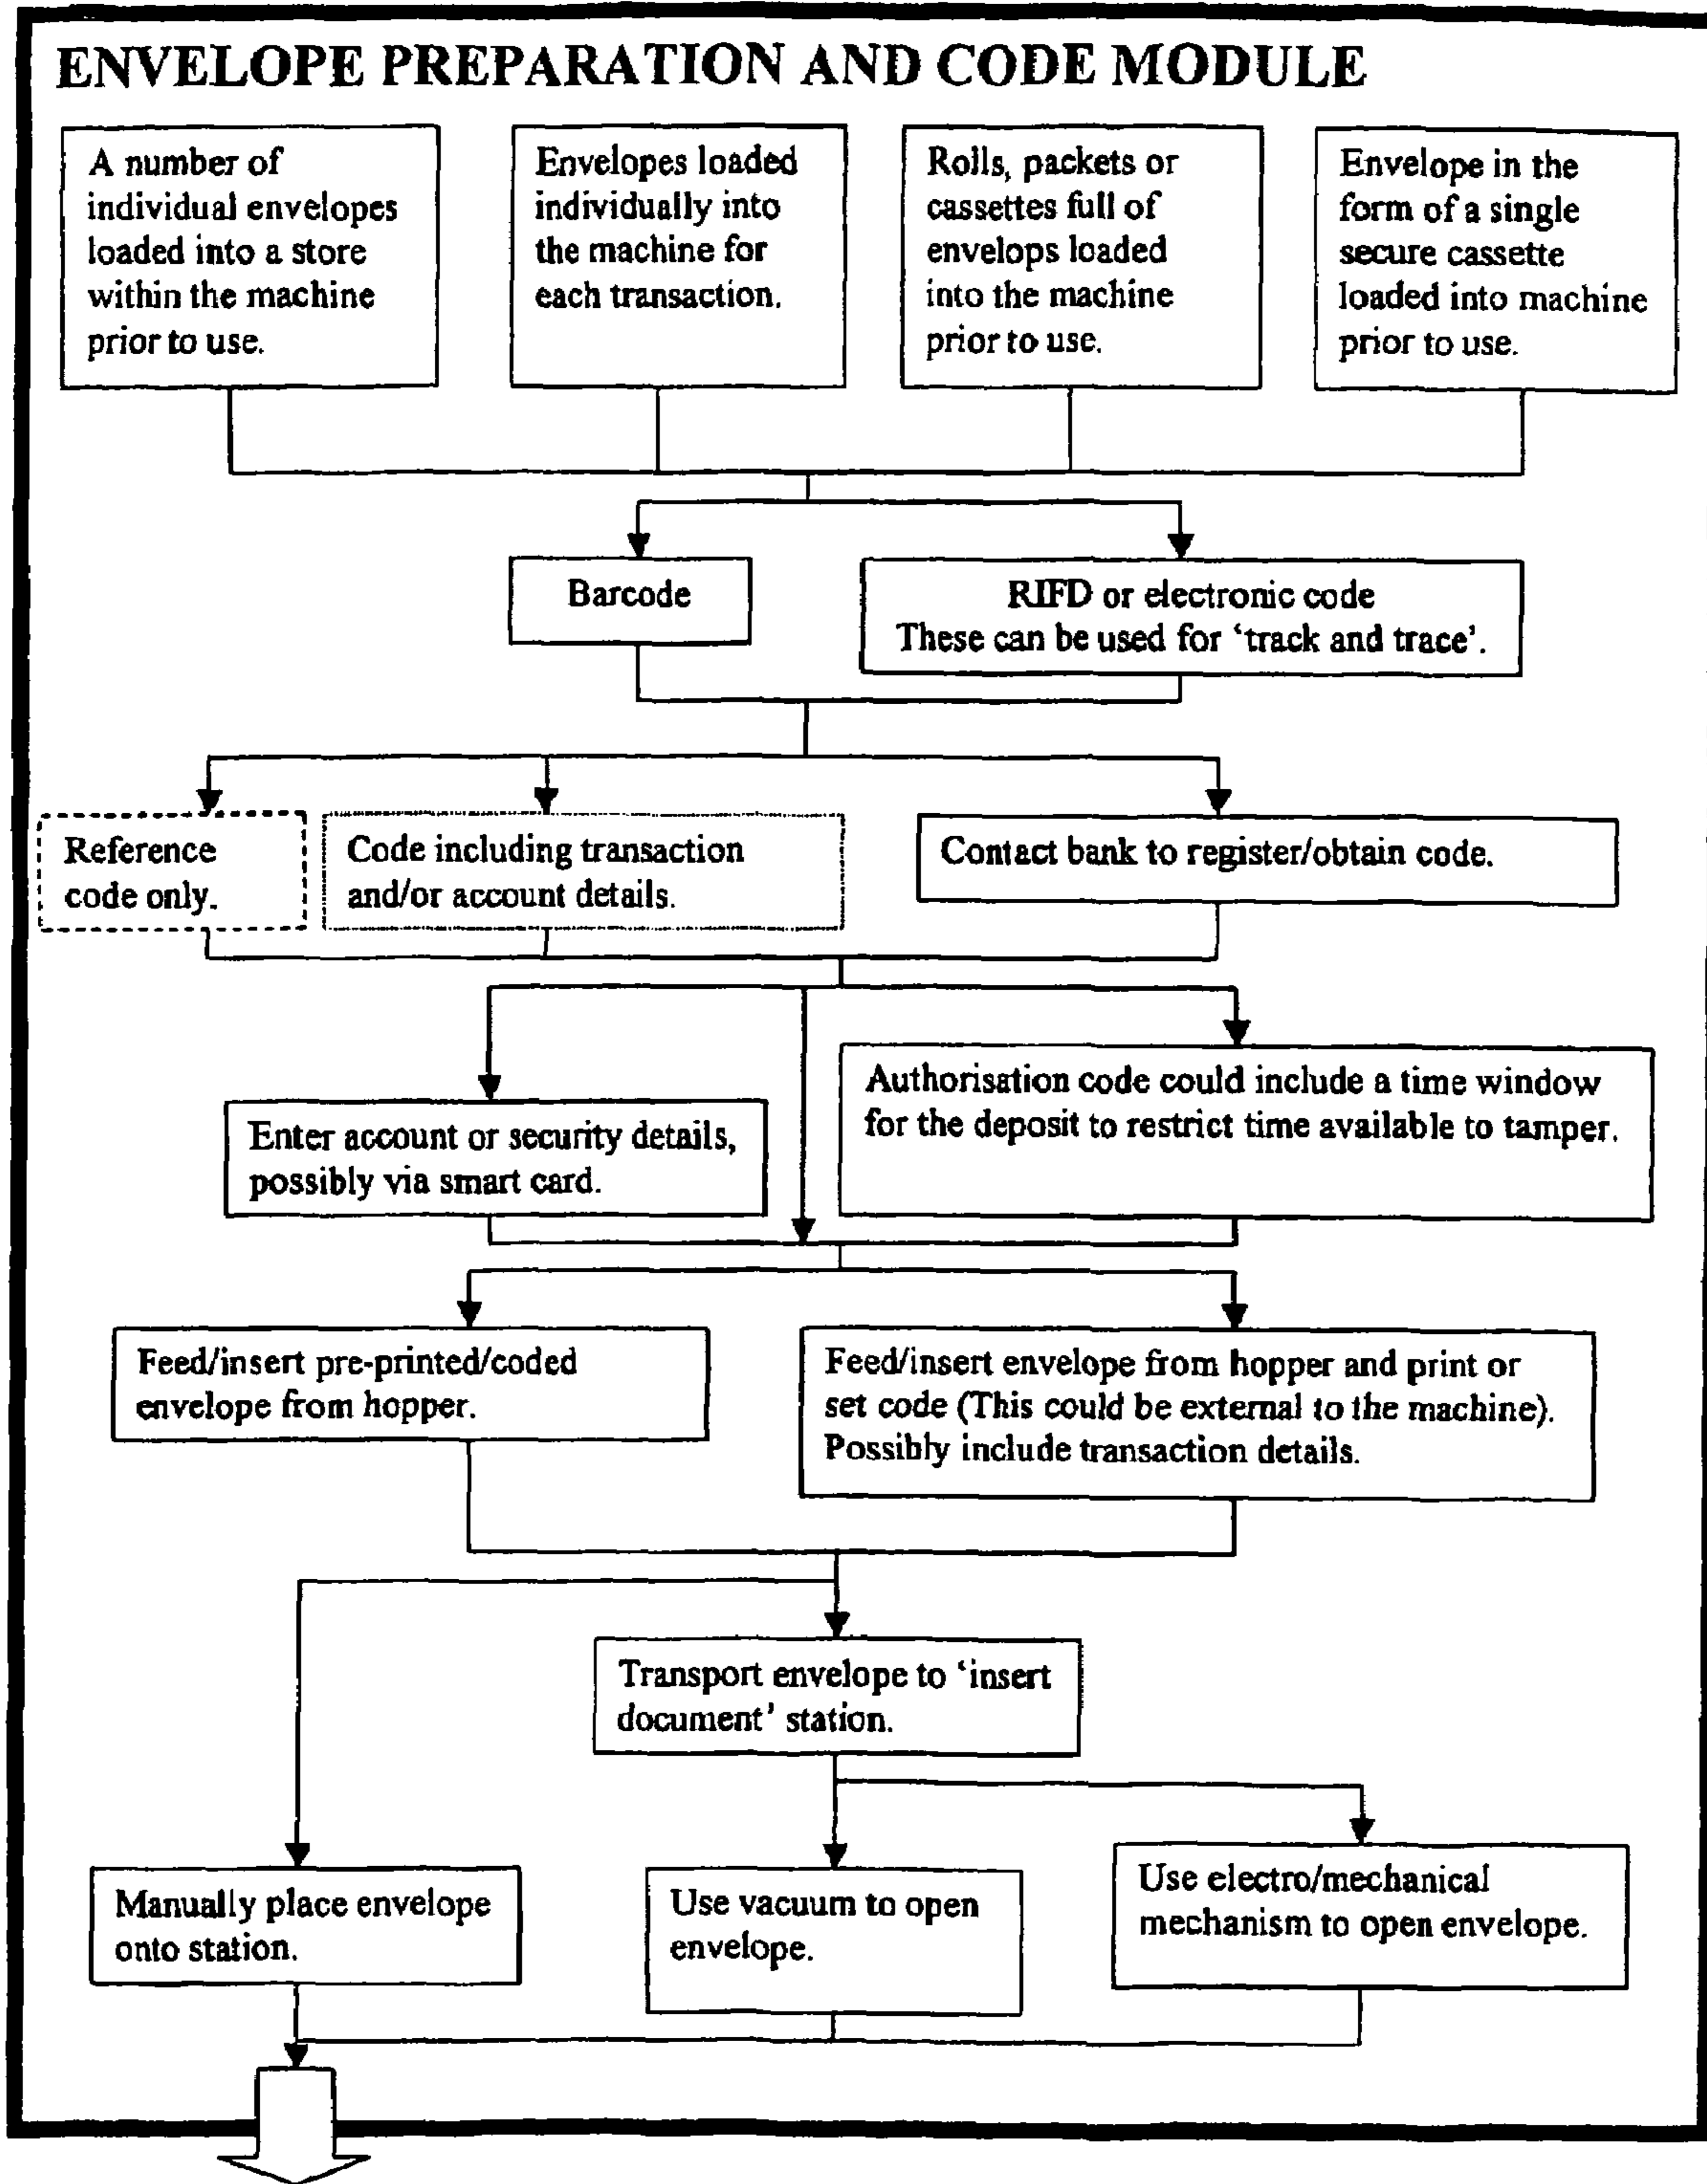 ENVELOPE PREPARATION AND CODE MODULE
A number of
individual envelopes
loaded into a store
within the machine
prior to use.
Envelopes loaded
individually into
the machine for
each transaction.
Rolls, packets or
cassettes full of
envelops loaded
into the machine
prior to use.
Envelope in the
form of a single
secure cassette
loaded into machine
prior to use.
Barcode
RIFD or electronic code
These can be used for ‘track and trace’.
Reference
code only.
Code including transaction
and/or account details.
Contact bank to register/obtain code.
Enter account or security details,
possibly via smart card.
Authorisation code could include a time window
for the deposit to restrict time available to tamper.
Feed/insert pre-printed/coded
envelope from hopper.
Feed/insert envelope from hopper and print or
set code (This could be external to the machine).
Possibly include transaction details.
Transport envelope to ‘insert
document’ station.
Manually place envelope
onto station.
Use vacuum to open
envelope.
Use electro/mechanical
mechanism to open envelope.